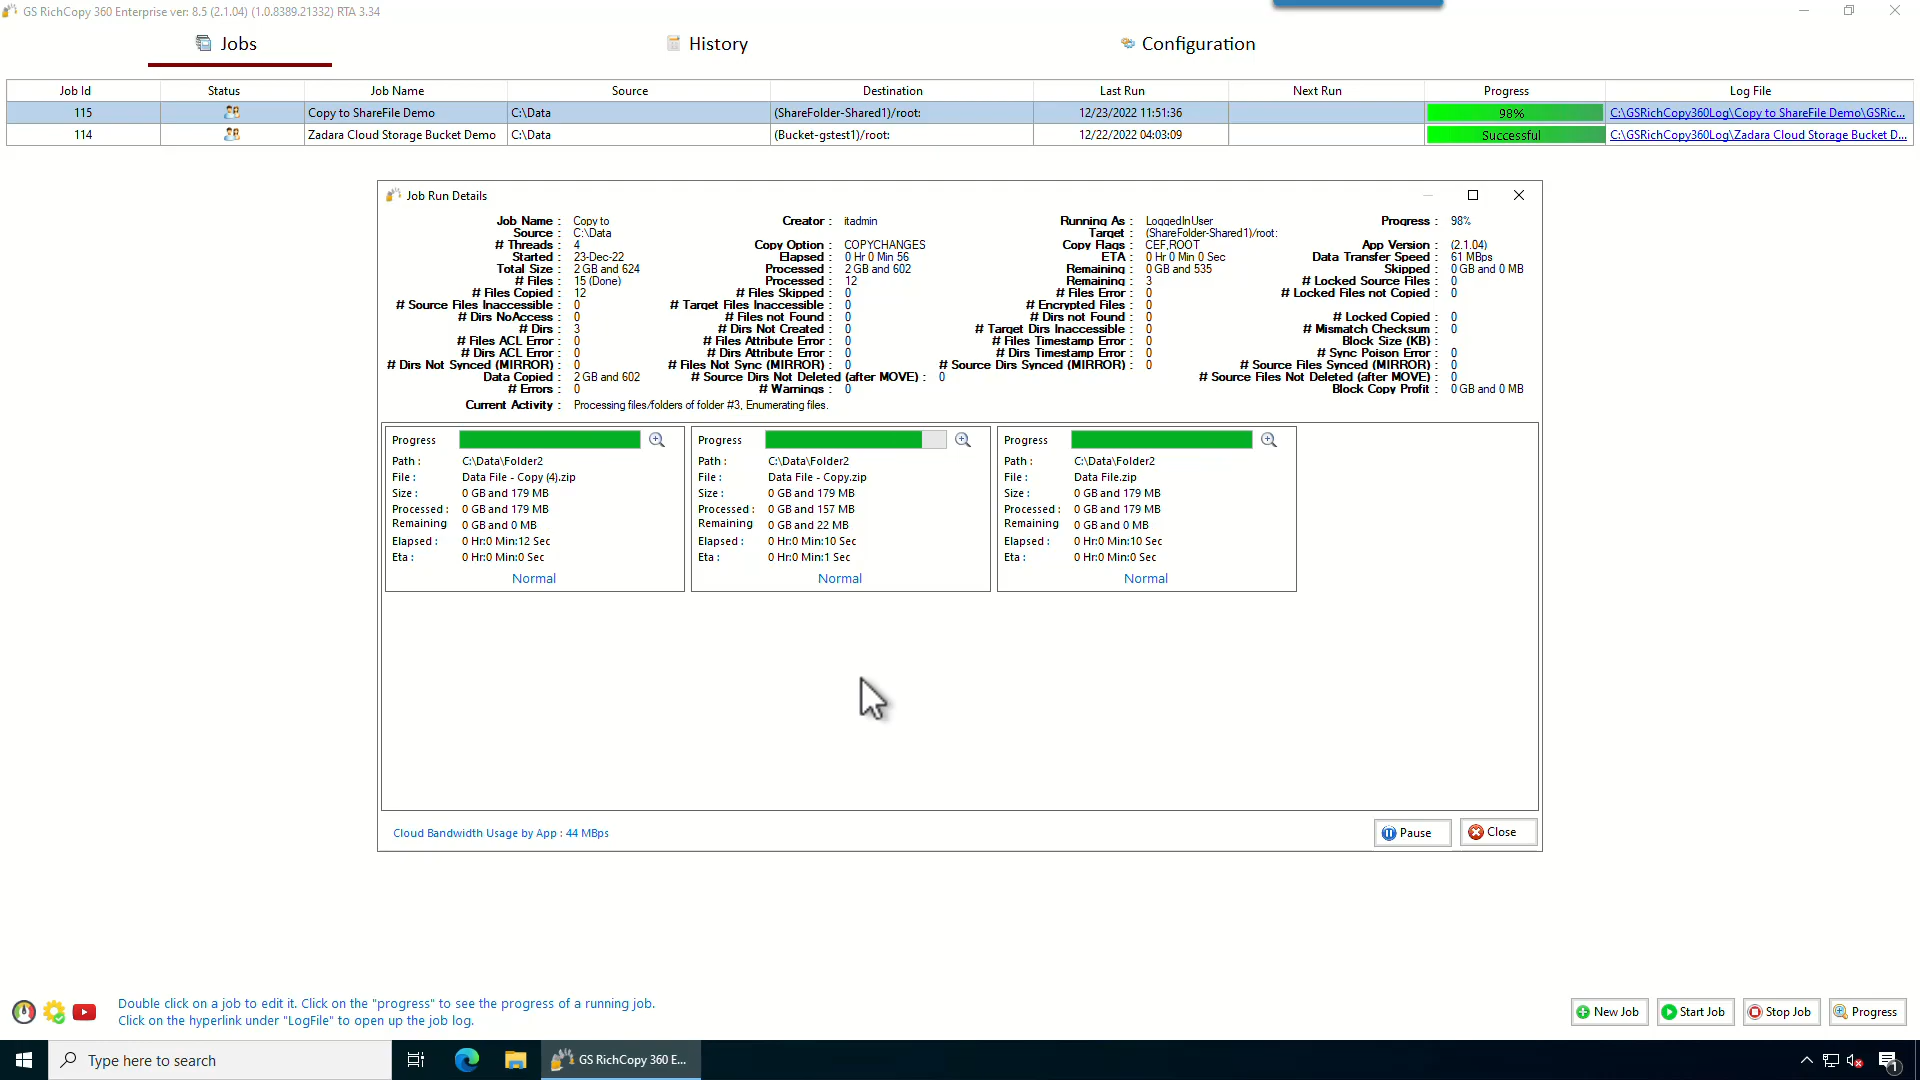 GS RichCopy 360 Enterprise ver: 8.5 (2.1.04) (1.0.8389.21332) RTA 3.34
Jobs History Configuration
Job Id Status Job Name Source Destination Last Run Next Run Progress Log File
115 Copy to ShareFile Demo C:\Data (ShareFolder-Shared1)/root: 12/23/2022 11:51:36 98% C:\GSRichCopy360Log\Copy to ShareFile Demo\GSRic...
114 Zadara Cloud Storage Bucket Demo C:\Data (Bucket-gstest1)/root: 12/22/2022 04:03:09 Successful C:\GSRichCopy360Log\Zadara Cloud Storage Bucket D...
Job Run Details
Job Name : Copy to Creator : itadmin Running As : LoggedInUser Progress : 98%
Source : C:\Data Target : (ShareFolder-Shared1)/root:
# Threads : 4 Copy Option : COPYCHANGES Copy Flags : CEF,ROOT App Version : (2.1.04)
Started : 23-Dec-22 Elapsed : 0 Hr 0 Min 56 ETA : 0 Hr 0 Min 0 Sec Data Transfer Speed : 61 MBps
Total Size : 2 GB and 624 Processed : 2 GB and 602 Remaining : 0 GB and 535 Skipped : 0 GB and 0 MB
# Files : 15 (Done) Processed : 12 Remaining : 3 # Locked Source Files : 0
# Files Copied : 12 # Files Skipped : 0 # Files Error : 0 # Locked Files not Copied : 0
# Source Files Inaccessible : 0 # Target Files Inaccessible : 0 # Encrypted Files : 0
# Dirs NoAccess : 0 # Files not Found : 0 # Dirs not Found : 0 # Locked Copied : 0
# Dirs : 3 # Dirs Not Created : 0 # Target Dirs Inaccessible : 0 # Mismatch Checksum : 0
# Files ACL Error : 0 # Files Attribute Error : 0 # Files Timestamp Error : 0 Block Size (KB) :
# Dirs ACL Error : 0 # Dirs Attribute Error : 0 # Dirs Timestamp Error : 0 # Sync Poison Error : 0
# Dirs Not Synced (MIRROR) : 0 # Files Not Sync (MIRROR) : 0 # Source Dirs Synced (MIRROR) : 0 # Source Files Synced (MIRROR) : 0
Data Copied : 2 GB and 602 # Source Dirs Not Deleted (after MOVE) : 0 # Source Files Not Deleted (after MOVE) : 0
# Errors : 0 # Warnings : 0 Block Copy Profit : 0 GB and 0 MB
Current Activity : Processing files/folders of folder #3, Enumerating files.
Progress
Path : C:\Data\Folder2
File : Data File - Copy (4).zip
Size : 0 GB and 179 MB
Processed : 0 GB and 179 MB
Remaining 0 GB and 0 MB
Elapsed : 0 Hr:0 Min:12 Sec
Eta : 0 Hr:0 Min:0 Sec
Normal
Progress
Path : C:\Data\Folder2
File : Data File - Copy.zip
Size : 0 GB and 179 MB
Processed : 0 GB and 157 MB
Remaining 0 GB and 22 MB
Elapsed : 0 Hr:0 Min:10 Sec
Eta : 0 Hr:0 Min:1 Sec
Normal
Progress
Path : C:\Data\Folder2
File : Data File.zip
Size : 0 GB and 179 MB
Processed : 0 GB and 179 MB
Remaining 0 GB and 0 MB
Elapsed : 0 Hr:0 Min:10 Sec
Eta : 0 Hr:0 Min:0 Sec
Normal
Cloud Bandwidth Usage by App : 44 MBps
Pause Close
Double click on a job to edit it. Click on the "progress" to see the progress of a running job.
Click on the hyperlink under "LogFile" to open up the job log.
New Job Start Job Stop Job Progress
Type here to search
GS RichCopy 360 E...
1